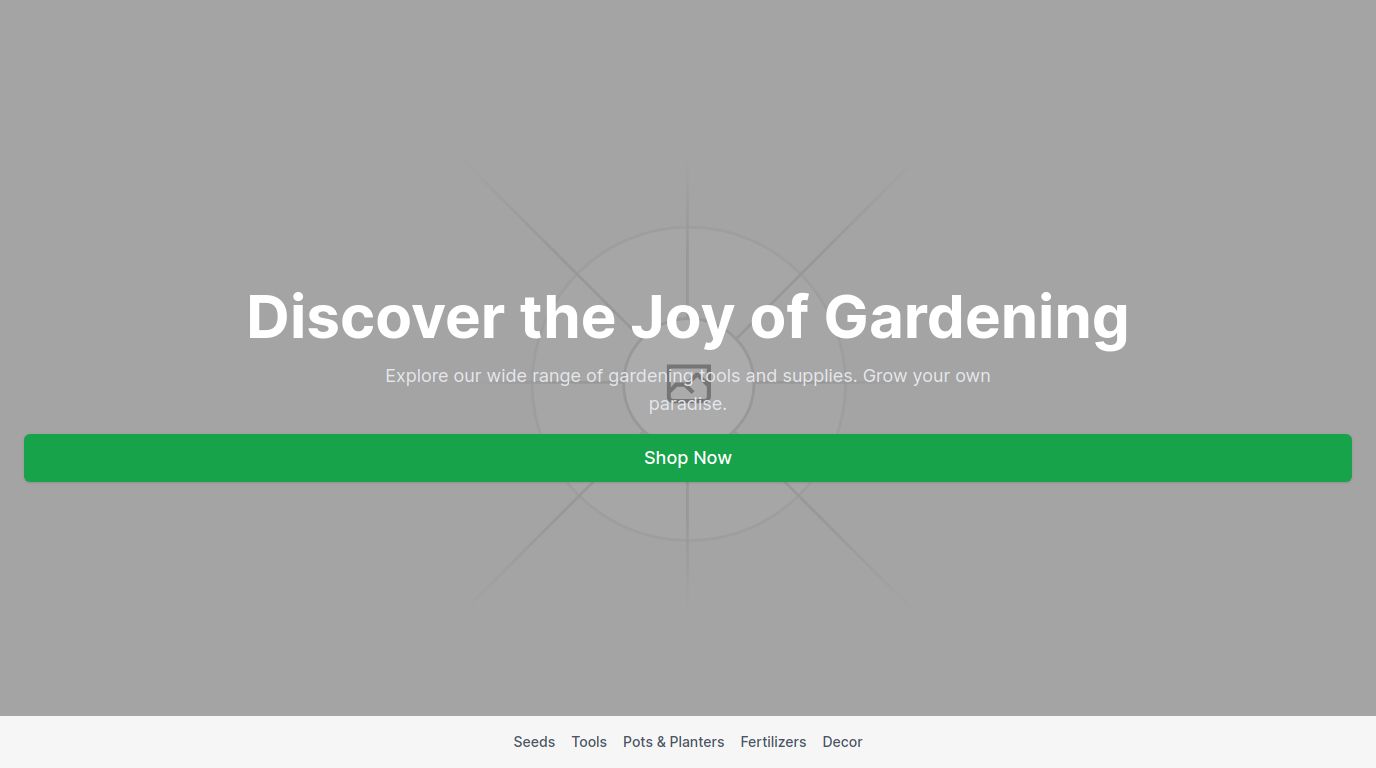 Discover the Joy of Gardening
Explore our wide range of gardening tools and supplies. Grow your own
paradise.
Shop Now
Seeds Tools Pots & Planters Fertilizers Decor